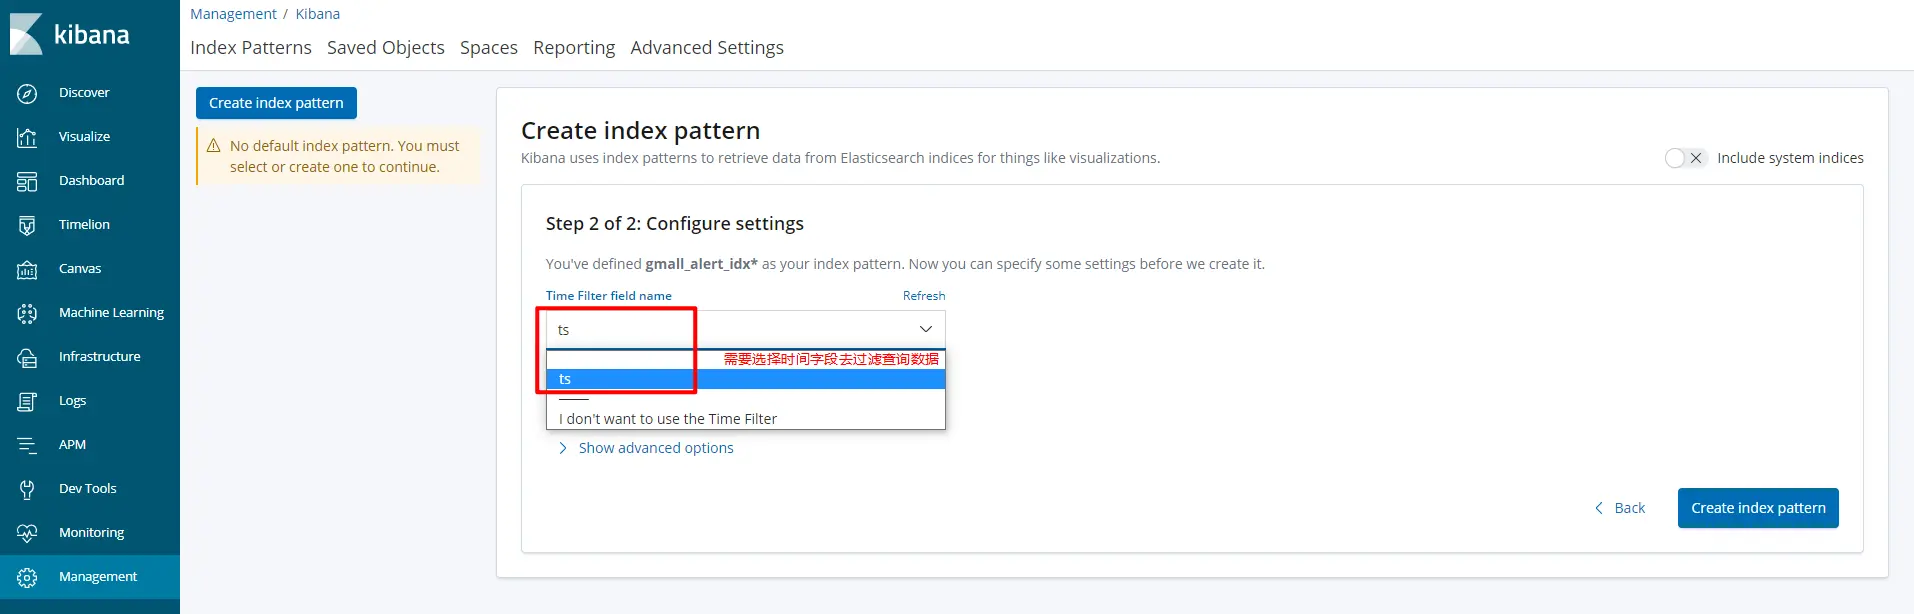 kibana
Discover
Visualize
Dashboard
Timelion
Canvas
Machine Learning
Infrastructure
Logs
APM
Dev Tools
Monitoring
Management
Management / Kibana
Index Patterns Saved Objects Spaces Reporting Advanced Settings
Create index pattern
No default index pattern. You must
select or create one to continue.
Create index pattern
Kibana uses index patterns to retrieve data from Elasticsearch indices for things like visualizations.
Include system indices
Step 2 of 2: Configure settings
You've defined gmall_alert_idx* as your index pattern. Now you can specify some settings before we create it.
Time Filter field name Refresh
ts
需要选择时间字段去过滤查询数据
ts
I don't want to use the Time Filter
Show advanced options
Back
Create index pattern